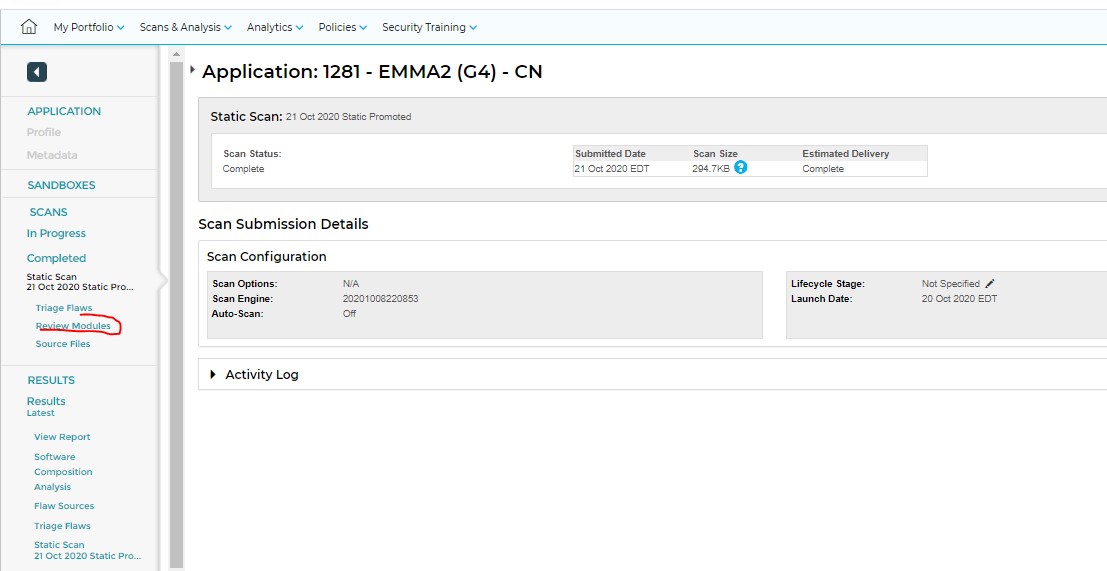 My Portfolio Scans & Analysis Analytics Policies Security Training
APPLICATION
Profile
Metadata
SANDBOXES
SCANS
In Progress
Completed
Static Scan
21 Oct 2020 Static Pro...
Triage Flaws
Review Modules
Source Files
RESULTS
Results
Latest
View Report
Software
Composition
Analysis
Flaw Sources
Triage Flaws
Static Scan
21 Oct 2020 Static Pro...
Application: 1281 - EMMA2 (G4) - CN
Static Scan: 21 Oct 2020 Static Promoted
Scan Status:
Complete
Submitted Date Scan Size Estimated Delivery
21 Oct 2020 EDT 294.7KB ? Complete
Scan Submission Details
Scan Configuration
Scan Options: N/A
Scan Engine: 20201008220853
Auto-Scan: Off
Lifecycle Stage: Not Specified
Launch Date: 20 Oct 2020 EDT
Activity Log